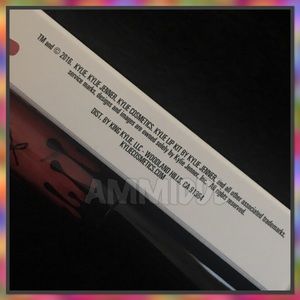 TM and © 2016. KYLIE, KYLIE JENNER, KYLIE COSMETICS, KYLIE LIP KIT BY KYLIE JENNER, and all other associated trademarks,
service marks, designs and images are owned solely by Kylie Jenner, Inc. All rights reserved.
DIST. BY KING KYLIE, LLC - WOODLAND HILLS, CA 91364
KYLIECOSMETICS.COM